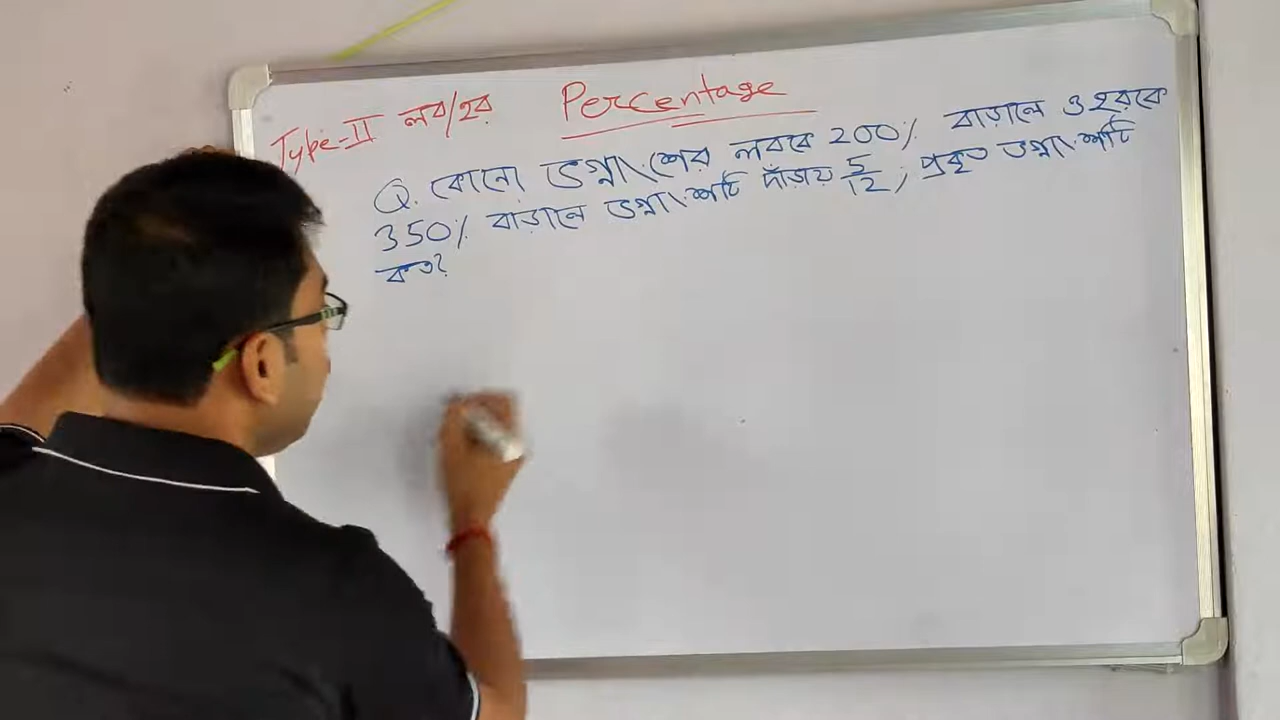 Type-II লব/হর Percentage
Q. কোনো ভগ্নাংশের লবকে 200% বাড়ালে ও হরকে
350% বাড়ালে ভগ্নাংশটি দাঁড়ায় 5/12, প্রকৃত ভগ্নাংশটি
কত?